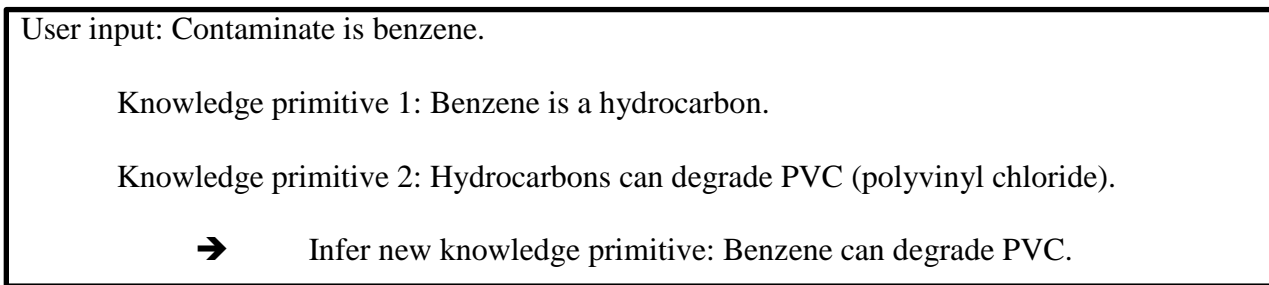 User input: Contaminate is benzene.
Knowledge primitive 1: Benzene is a hydrocarbon.
Knowledge primitive 2: Hydrocarbons can degrade PVC (polyvinyl chloride).
➔ Infer new knowledge primitive: Benzene can degrade PVC.